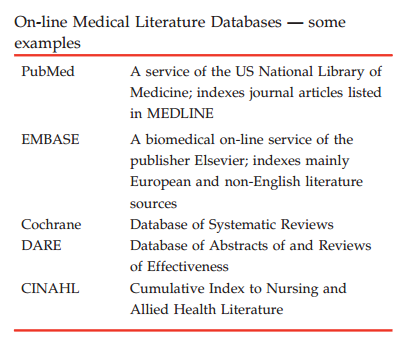 On-line Medical Literature Databases — some
examples
PubMed A service of the US National Library of
Medicine; indexes journal articles listed
in MEDLINE
EMBASE A biomedical on-line service of the
publisher Elsevier; indexes mainly
European and non-English literature
sources
Cochrane Database of Systematic Reviews
DARE Database of Abstracts of and Reviews
of Effectiveness
CINAHL Cumulative Index to Nursing and
Allied Health Literature